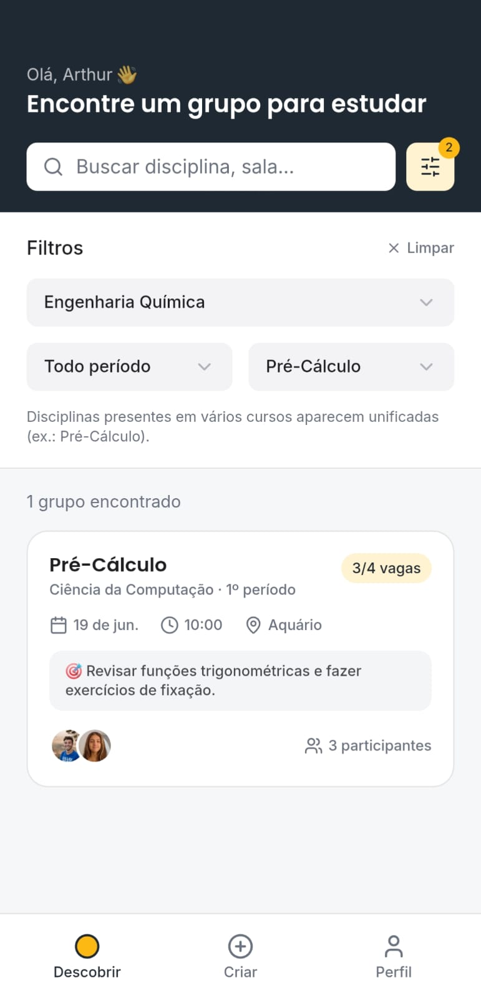 Olá, Arthur 👋
Encontre um grupo para estudar
Buscar disciplina, sala...
2
Filtros
Limpar
Engenharia Química
Todo período
Pré-Cálculo
Disciplinas presentes em vários cursos aparecem unificadas
(ex.: Pré-Cálculo).
1 grupo encontrado
Pré-Cálculo
3/4 vagas
Ciência da Computação · 1º período
19 de jun.
10:00
Aquário
🎯 Revisar funções trigonométricas e fazer
exercícios de fixação.
3 participantes
Descobrir
Criar
Perfil